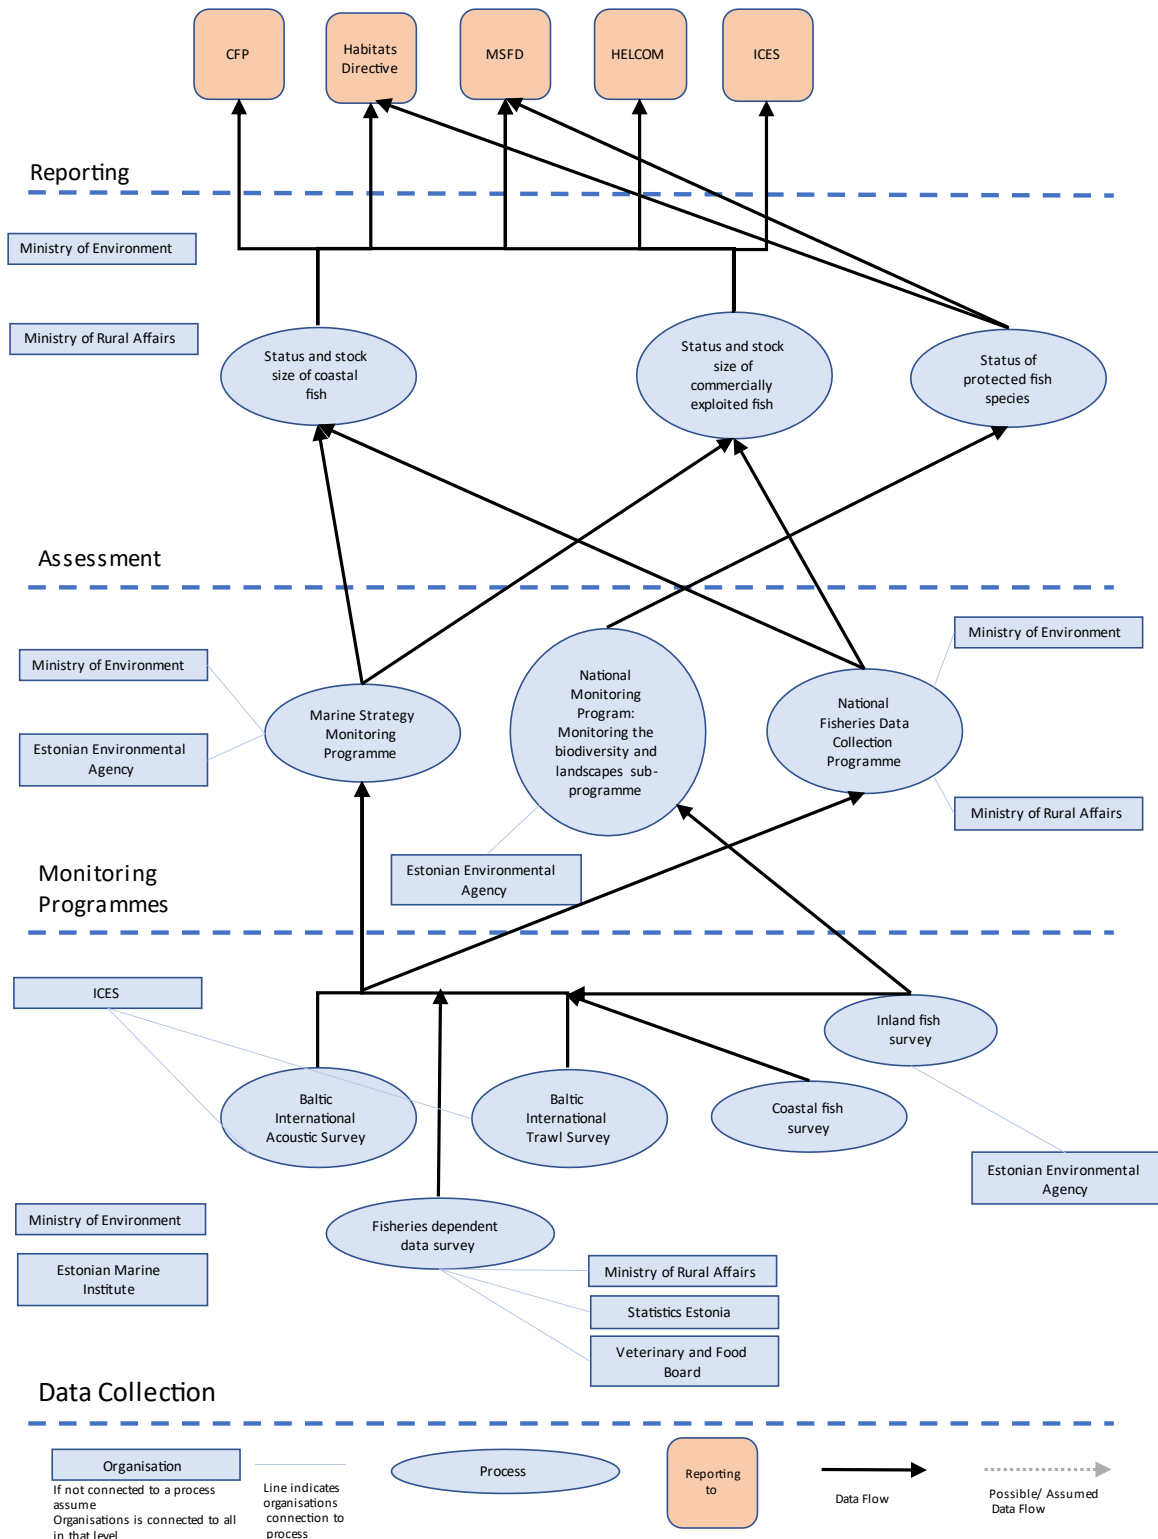 CFP
Habitats
Directive
MSFD
HELCOM
ICES
Reporting
Ministry of Environment
Ministry of Rural Affairs
Status and stock
size of coastal
fish
Status and stock
size of
commercially
exploited fish
Status of
protected fish
species
Assessment
Ministry of Environment
Estonian Environmental
Agency
Marine Strategy
Monitoring
Programme
National
Monitoring
Program:
Monitoring the
biodiversity and
landscapes sub-
programme
National
Fisheries Data
Collection
Programme
Ministry of Environment
Ministry of Rural Affairs
Estonian Environmental
Agency
Monitoring
Programmes
ICES
Inland fish
survey
Baltic
International
Acoustic Survey
Baltic
International
Trawl Survey
Coastal fish
survey
Estonian Environmental
Agency
Ministry of Environment
Estonian Marine
Institute
Fisheries dependent
data survey
Ministry of Rural Affairs
Statistics Estonia
Veterinary and Food
Board
Data Collection
Organisation
If not connected to a process
assume
Organisations is connected to all
in that level
Line indicates
organisations
connection to
process
Process
Reporting
to
Data Flow
Possible/ Assumed
Data Flow